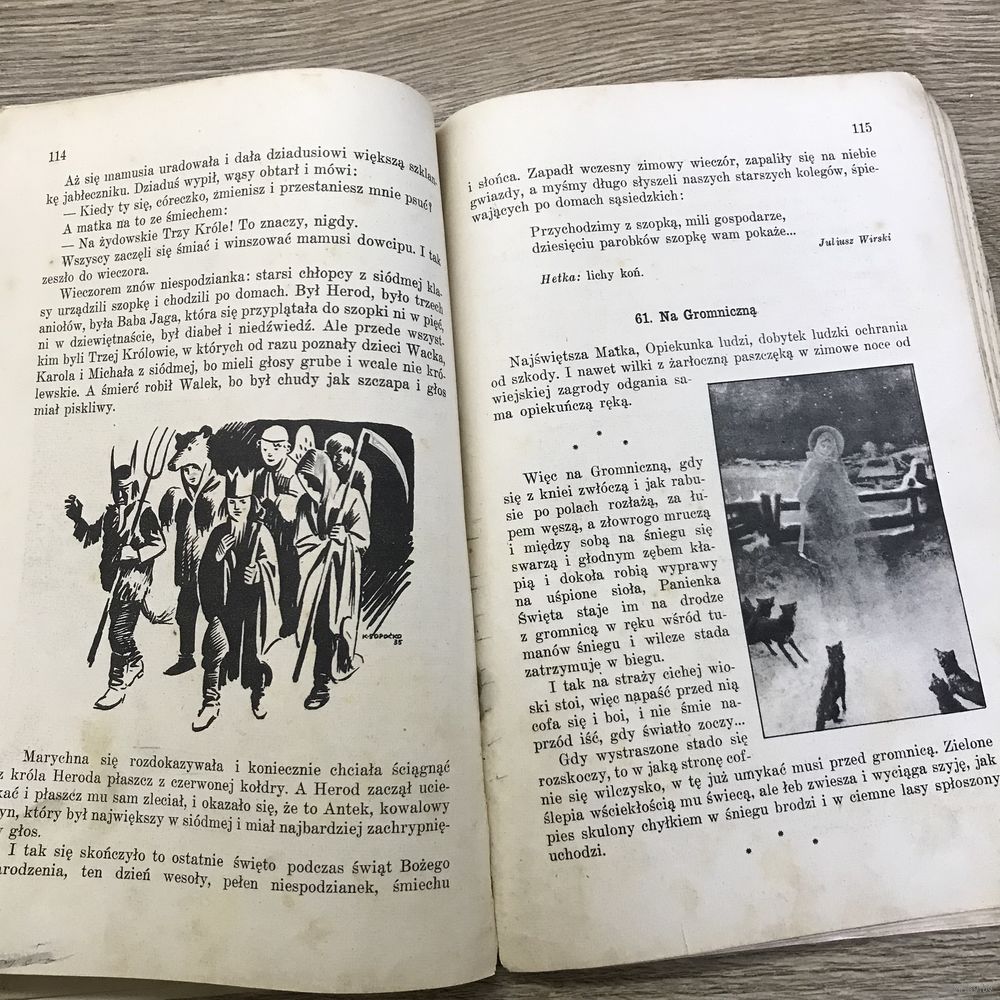 114
Aż się mamusia uradowała i dała dziadusiowi większą szklan-
kę jabłeczniku. Dziaduś wypił, wąsy obtarł i mówi:
— Kiedy ty się, córeczko, zmienisz i przestaniesz mnie psuć?
A matka na to ze śmiechem:
— Na żydowskie Trzy Króle! To znaczy, nigdy.
Wszyscy zaczęli się śmiać i winszować mamusi dowcipu. I tak
zeszło do wieczora.
Wieczorem znów niespodzianka: starsi chłopcy z siódmej kla-
sy urządzili szopkę i chodzili po domach. Był Herod, było trzech
aniołów, była Baba Jaga, która się przyplątała do szopki ni w pięć,
ni w dziewiętnaście, był diabeł i niedźwiedź. Ale przede wszyst-
kim byli Trzej Królowie, w których od razu poznały dzieci Wacka,
Karola i Michała z siódmej, bo mieli głosy grube i wcale nie kró-
lewskie. A śmierć robił Walek, bo był chudy jak szczapa i głos
miał piskliwy.
K·SOPOĆKO
35
Marychna się rozdokazywała i koniecznie chciała ściągnąć
z króla Heroda płaszcz z czerwonej kołdry. A Herod zaczął ucie-
kać i płaszcz mu sam zleciał, i okazało się, że to Antek, kowalowy
yn, który był największy w siódmej i miał najbardziej zachrypnię-
y głos.
I tak się skończyło to ostatnie święto podczas świąt Bożego
arodzenia, ten dzień wesoły, pełen niespodzianek, śmiechu
115
i słońca. Zapadł wczesny zimowy wieczór, zapaliły się na niebie
gwiazdy, a myśmy długo słyszeli naszych starszych kolegów, śpie-
wających po domach sąsiedzkich:
Przychodzimy z szopką, mili gospodarze,
dziesięciu parobków szopkę wam pokaże...
Juliusz Wirski
Hetka: lichy koń.
61. Na Gromniczną
Najświętsza Matka, Opiekunka ludzi, dobytek ludzki ochrania
od szkody. I nawet wilki z żarłoczną paszczęką w zimowe noce od
wiejskiej zagrody odgania sa-
ma opiekuńczą ręką.
* * *
Więc na Gromniczną, gdy
się z kniei zwłóczą i jak rabu-
sie po polach rozłażą, za łu-
pem węszą, a złowrogo mruczą
i między sobą na śniegu się
swarzą i głodnym zębem kła-
pią i dokoła robią wyprawy
na uśpione sioła, Panienka
Święta staje im na drodze
z gromnicą w ręku wśród tu-
manów śniegu i wilcze stada
zatrzymuje w biegu.
I tak na straży cichej wio-
ski stoi, więc napaść przed nią
cofa się i boi, i nie śmie na-
przód iść, gdy światło zoczy...
Gdy wystraszone stado się
rozskoczy, to w jaką stronę cof-
nie się wilczysko, w tę już umykać musi przed gromnicą. Zielone
ślepia wściekłością mu świecą, ale łeb zwiesza i wyciąga szyję, jak
pies skulony chyłkiem w śniegu brodzi i w ciemne lasy spłoszony
uchodzi.
* * *